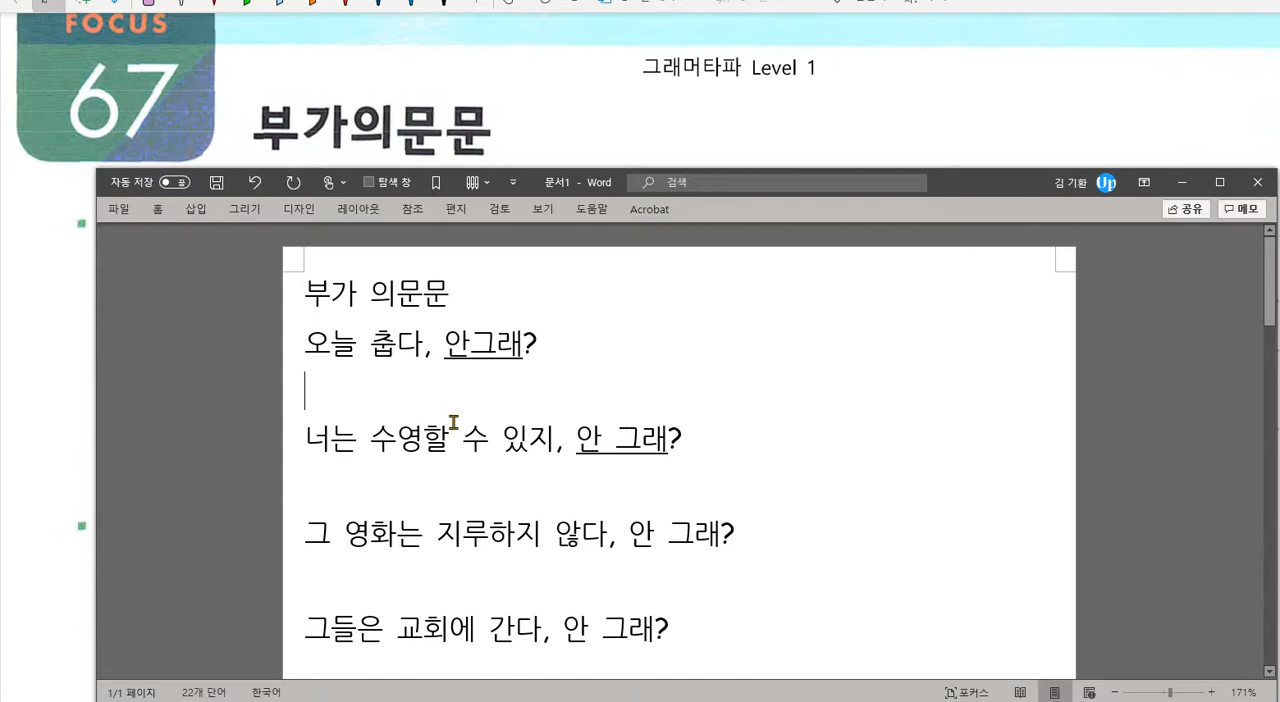 FOCUS
67
그래머타파 Level 1
부가의문문
자동 저장 끔 탐색 창 문서1 - Word 검색 김 기환 Up
파일 홈 삽입 그리기 디자인 레이아웃 참조 편지 검토 보기 도움말 Acrobat 공유 메모
부가 의문문
오늘 춥다, 안그래?
너는 수영할 수 있지, 안 그래?
그 영화는 지루하지 않다, 안 그래?
그들은 교회에 간다, 안 그래?
1/1 페이지 22개 단어 한국어 포커스 171%